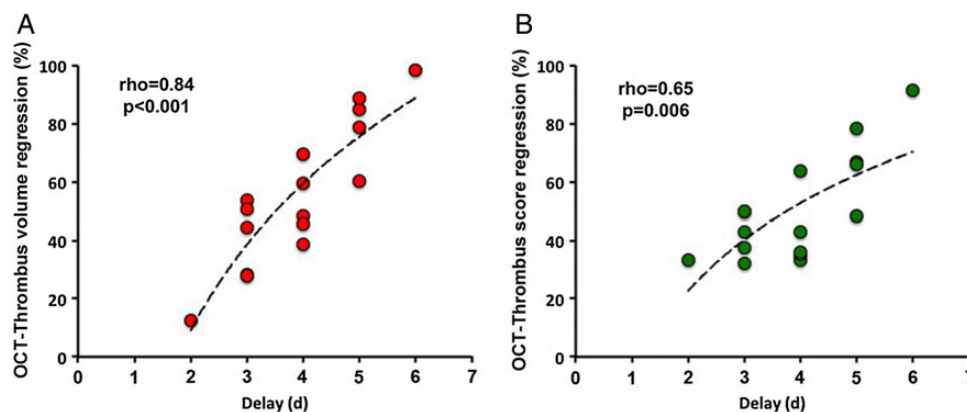 A
OCT-Thrombus volume regression (%)
100
80
60
40
20
0
rho=0.84
p<0.001
0 1 2 3 4 5 6 7
Delay (d)
B
OCT-Thrombus score regression (%)
100
80
60
40
20
0
rho=0.65
p=0.006
0 1 2 3 4 5 6 7
Delay (d)